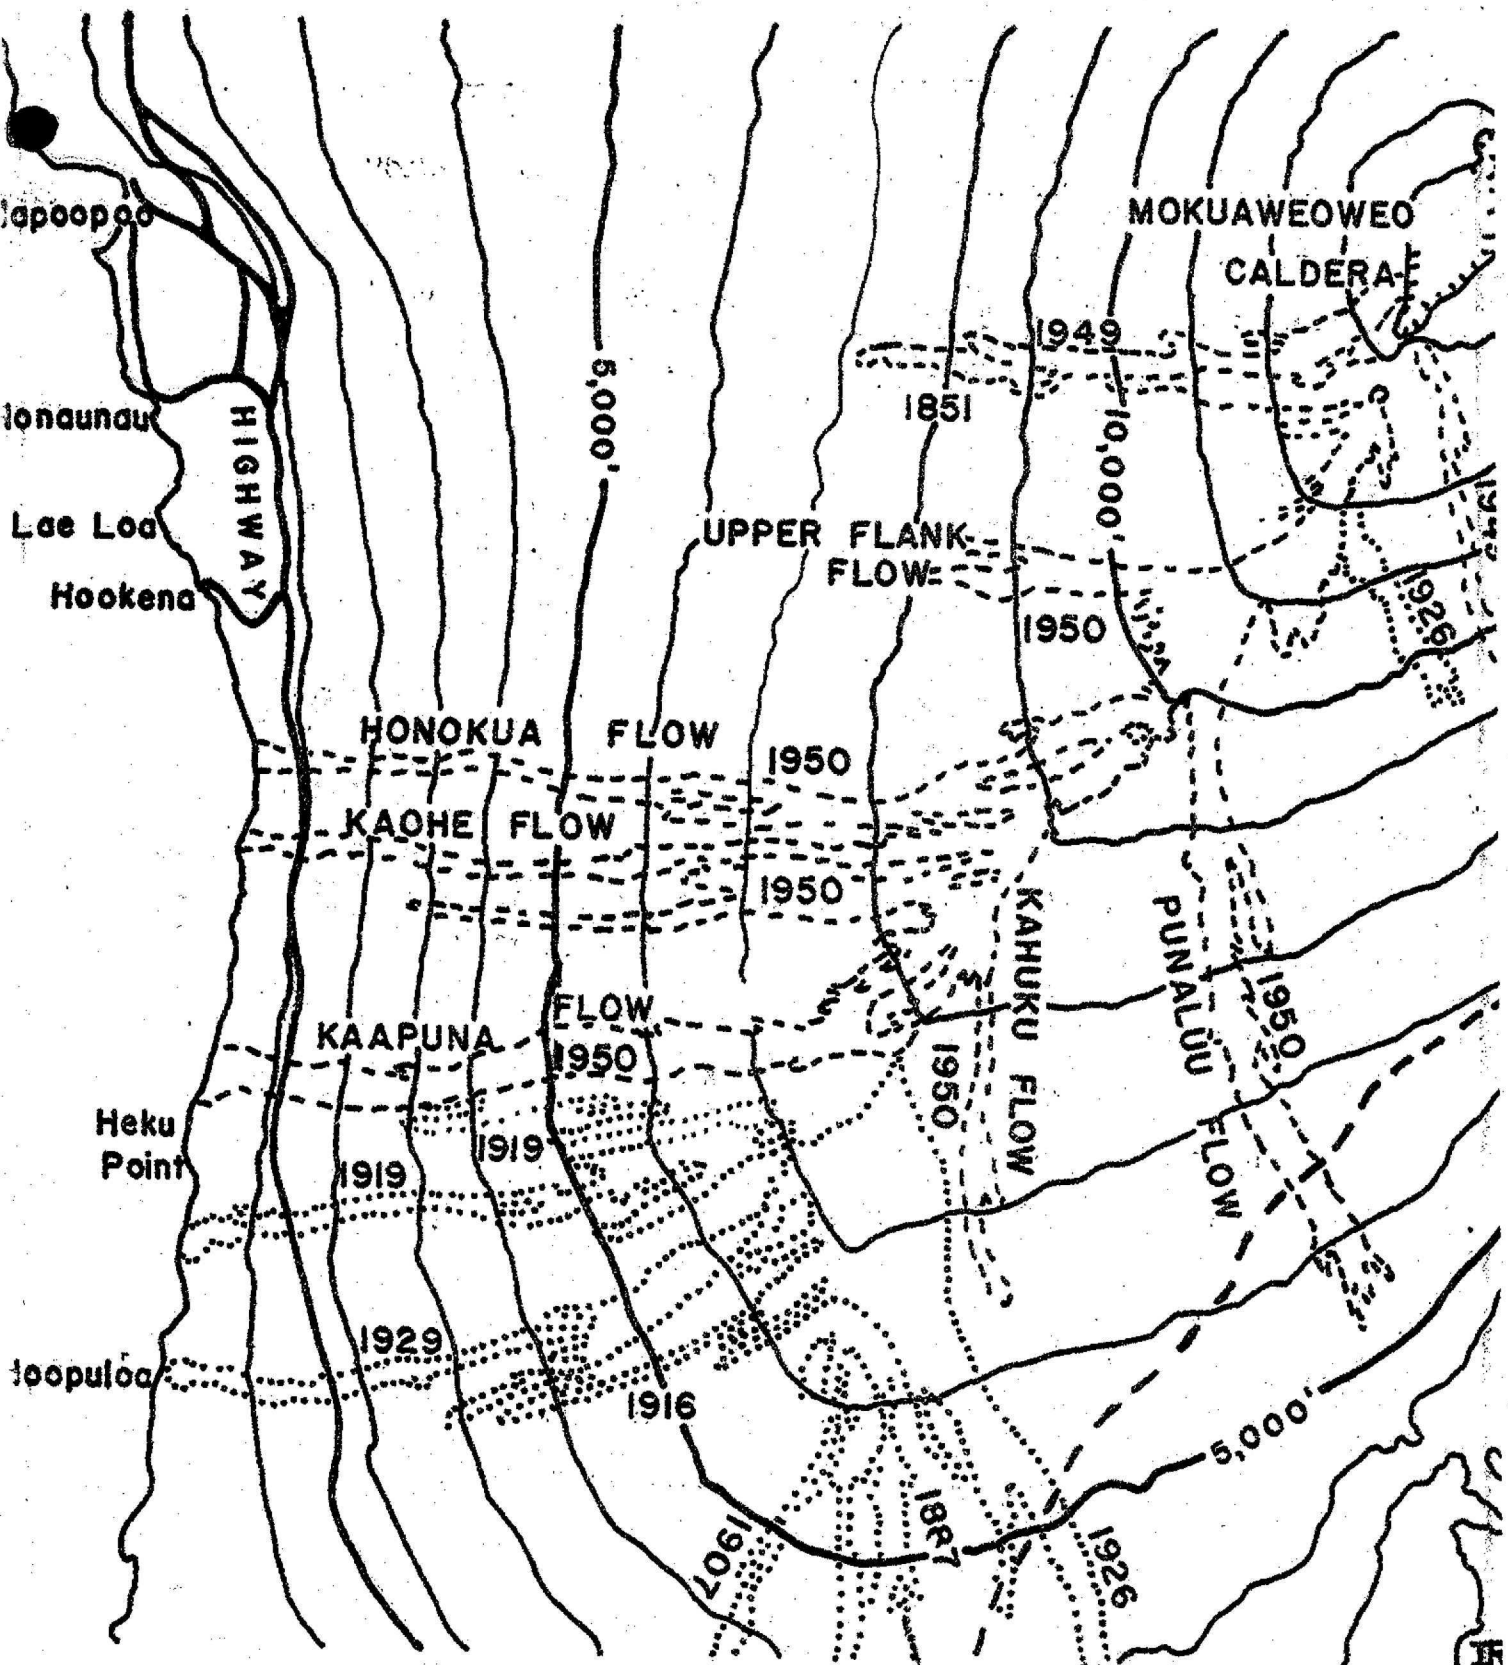 MOKUAWEOWEO
CALDERA
1949
1851
5,000'
10,000'
HIGHWAY
Lae Loa
Hookena
UPPER FLANK
FLOW
1950
1926
HONOKUA FLOW
1950
KAOHE FLOW
1950
KAHUKU FLOW
1950
PUNALUU FLOW
1950
KAAPUNA FLOW
1950
Heku
Point
1919
1919
1929
1916
5,000'
1907
1887
1926